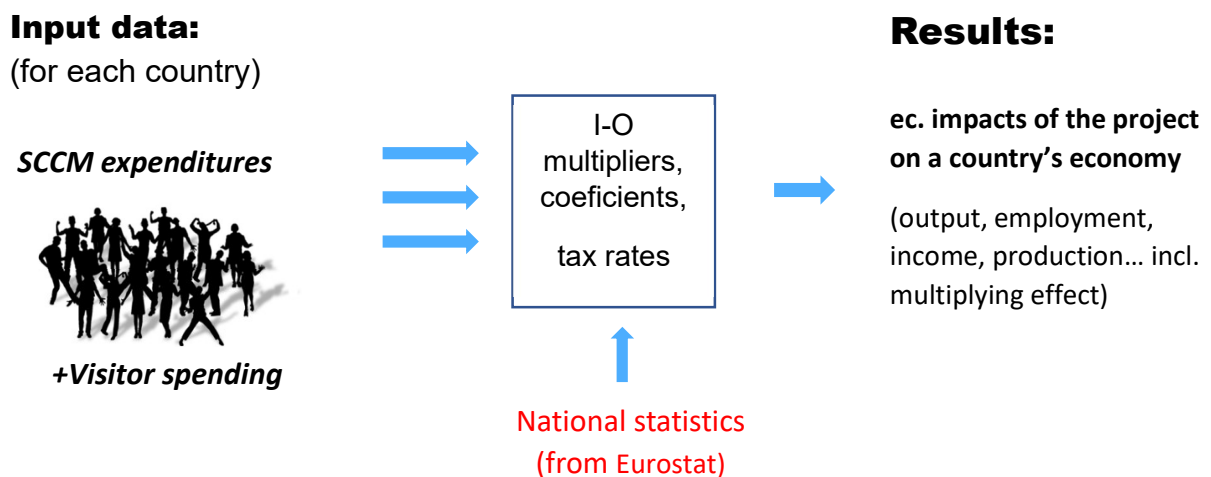 Input data:
(for each country)
SCCM expenditures
+Visitor spending
I-O
multipliers,
coeficients,
tax rates
National statistics
(from Eurostat)
Results:
ec. impacts of the project
on a country’s economy
(output, employment,
income, production… incl.
multiplying effect)